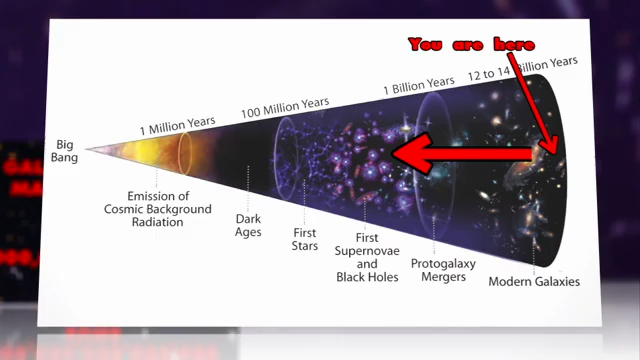 You are here
12 to 14 Billion Years
1 Billion Years
100 Million Years
1 Million Years
Big
Bang
Emission of
Cosmic Background
Radiation
Dark
Ages
First
Stars
First
Supernovae
and
Black Holes
Protogalaxy
Mergers
Modern Galaxies